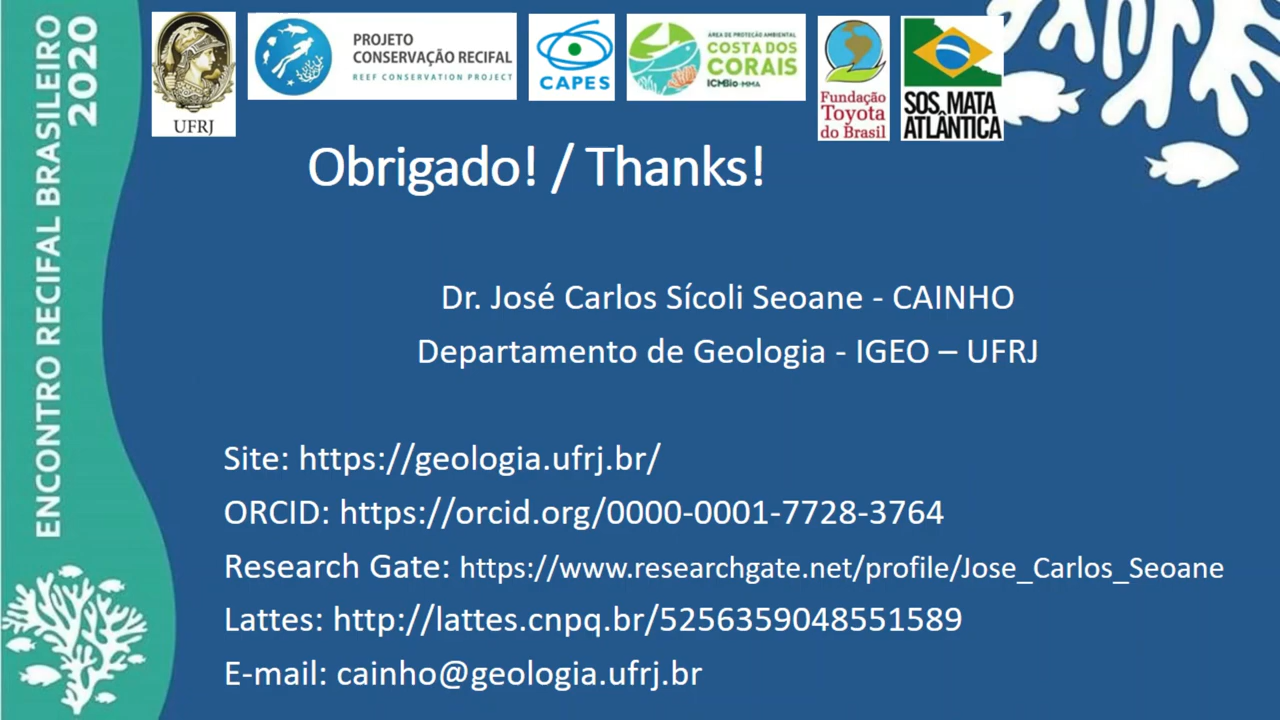 ENCONTRO RECIFAL BRASILEIRO
2020
UFRJ
PROJETO
CONSERVAÇÃO RECIFAL
REEF CONSERVATION PROJECT
CAPES
ÁREA DE PROTEÇÃO AMBIENTAL
COSTA DOS
CORAIS
ICMBio-MMA
Fundação
Toyota
do Brasil
SOS MATA
ATLÂNTICA
Obrigado! / Thanks!
Dr. José Carlos Sícoli Seoane - CAINHO
Departamento de Geologia - IGEO – UFRJ
Site: https://geologia.ufrj.br/
ORCID: https://orcid.org/0000-0001-7728-3764
Research Gate: https://www.researchgate.net/profile/Jose_Carlos_Seoane
Lattes: http://lattes.cnpq.br/5256359048551589
E-mail: cainho@geologia.ufrj.br